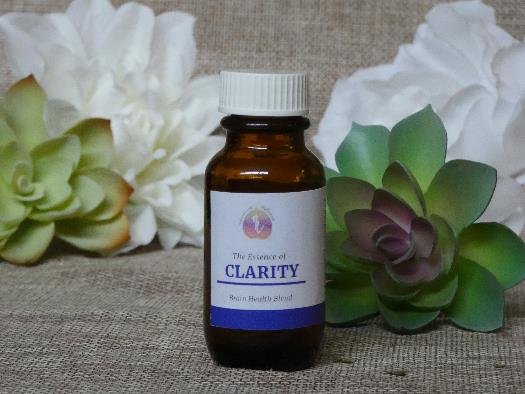 The Essence of
CLARITY
Brain Health Blend